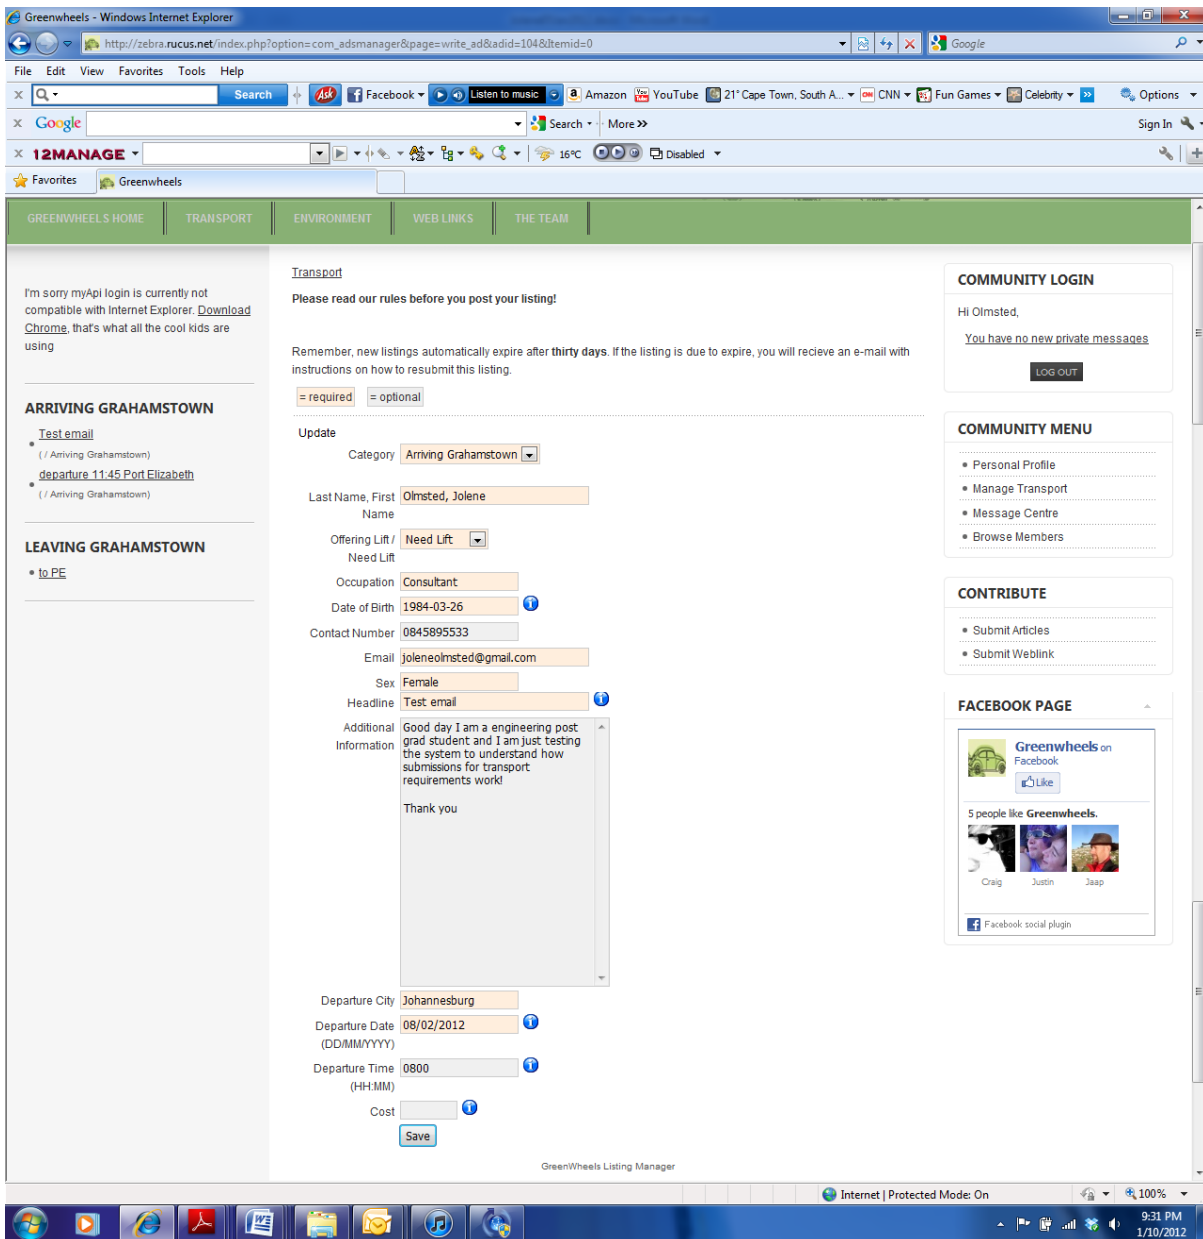 Greenwheels - Windows Internet Explorer
http://zebra.rucus.net/index.php?option=com_adsmanager&page=write_ad&adid=104&Itemid=0
Google
File Edit View Favorites Tools Help
x Search Ask Facebook Listen to music Amazon YouTube 21° Cape Town, South A... CNN Fun Games Celebrity Options
x Google Search More >> Sign In
x 12MANAGE 16°C Disabled
Favorites Greenwheels
GREENWHEELS HOME TRANSPORT ENVIRONMENT WEB LINKS THE TEAM
I'm sorry myApi login is currently not
compatible with Internet Explorer. Download
Chrome, that's what all the cool kids are
using
ARRIVING GRAHAMSTOWN
Test email
( / Arriving Grahamstown)
departure 11:45 Port Elizabeth
( / Arriving Grahamstown)
LEAVING GRAHAMSTOWN
to PE
Transport
Please read our rules before you post your listing!
Remember, new listings automatically expire after thirty days. If the listing is due to expire, you will recieve an e-mail with
instructions on how to resubmit this listing.
= required = optional
Update
Category Arriving Grahamstown
Last Name, First Olmsted, Jolene
Name
Offering Lift / Need Lift
Need Lift
Occupation Consultant
Date of Birth 1984-03-26
Contact Number 0845895533
Email joleneolmsted@gmail.com
Sex Female
Headline Test email
Additional Good day I am a engineering post
Information grad student and I am just testing
the system to understand how
submissions for transport
requirements work!
Thank you
Departure City Johannesburg
Departure Date 08/02/2012
(DD/MM/YYYY)
Departure Time 0800
(HH:MM)
Cost
Save
GreenWheels Listing Manager
COMMUNITY LOGIN
Hi Olmsted,
You have no new private messages
LOG OUT
COMMUNITY MENU
Personal Profile
Manage Transport
Message Centre
Browse Members
CONTRIBUTE
Submit Articles
Submit Weblink
FACEBOOK PAGE
Greenwheels on
Facebook
Like
5 people like Greenwheels.
Craig Justin Jaap
Facebook social plugin
Internet | Protected Mode: On 100%
9:31 PM
1/10/2012